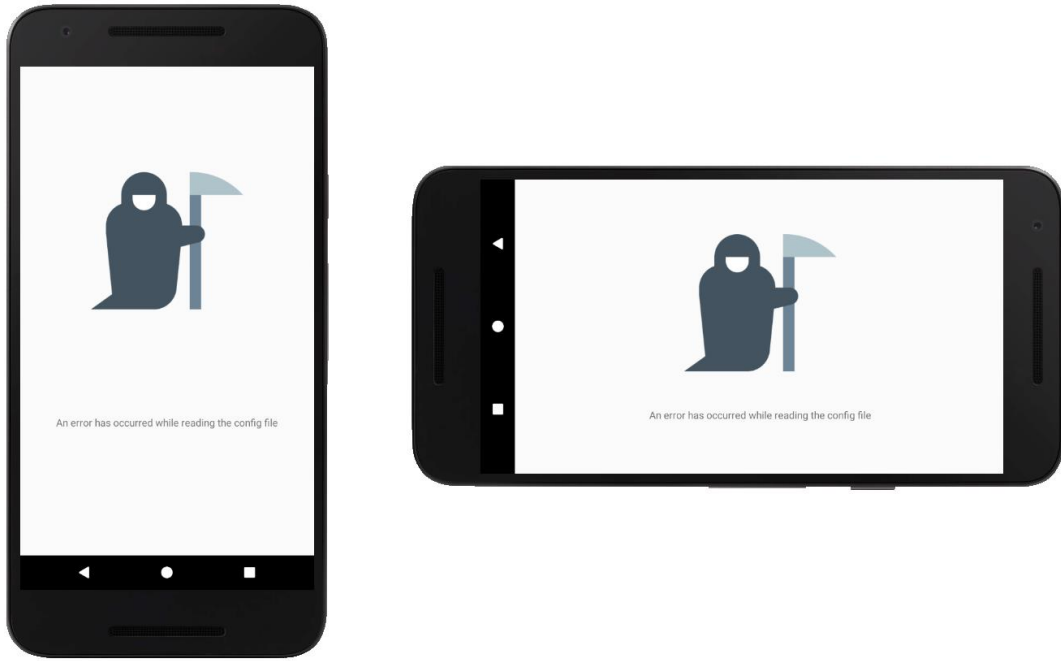 An error has occurred while reading the config file
An error has occurred while reading the config file